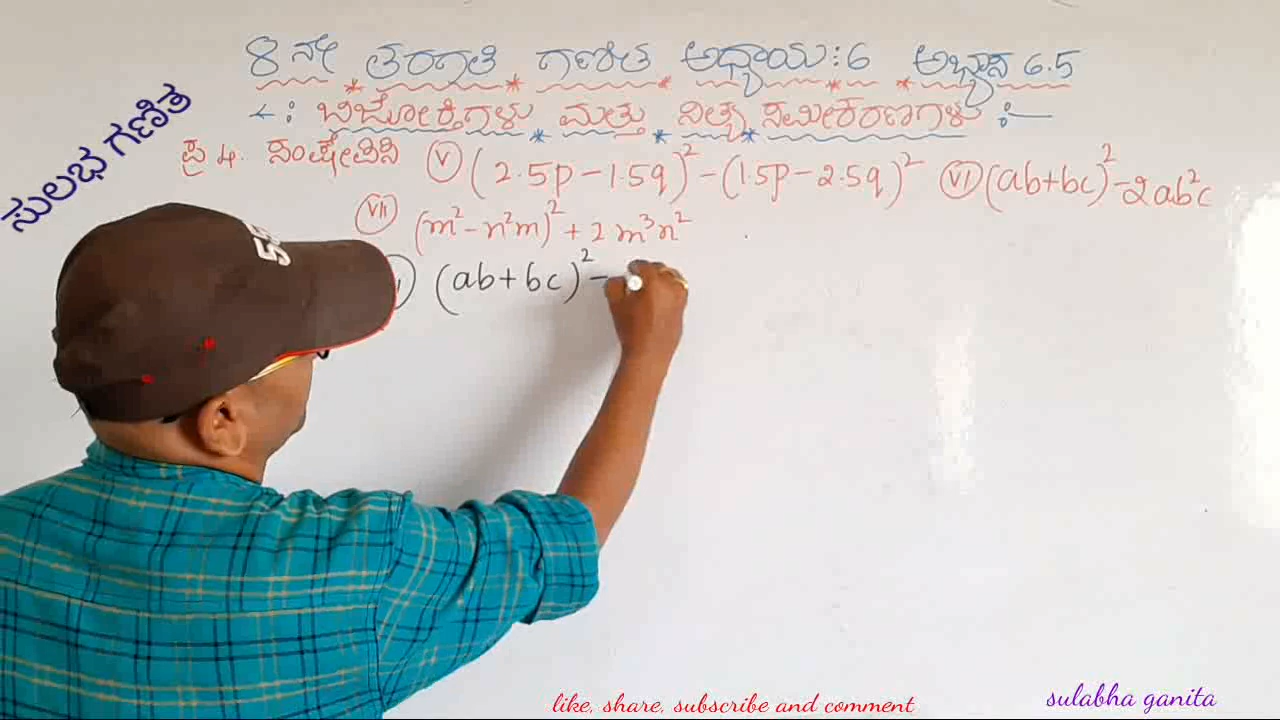 8 ನೇ ತರಗತಿ ಗಣಿತ ಅಧ್ಯಾಯ:6 ಅಭ್ಯಾಸ 6.5
ಬಿಜೋಕ್ತಿಗಳು ಮತ್ತು ನಿತ್ಯ ಸಮೀಕರಣಗಳು :—
ಸುಲಭ ಗಣಿತ
ಪ್ರ 4. ಸಂಕ್ಷೇಪಿಸಿ (V) (2.5p - 1.5q)² - (1.5p - 2.5q)² (VI) (ab+bc)² - 2ab²c
(VII) (m² - n²m)² + 2m³n²
(ab+bc)² -
like, share, subscribe and comment
sulabha ganita